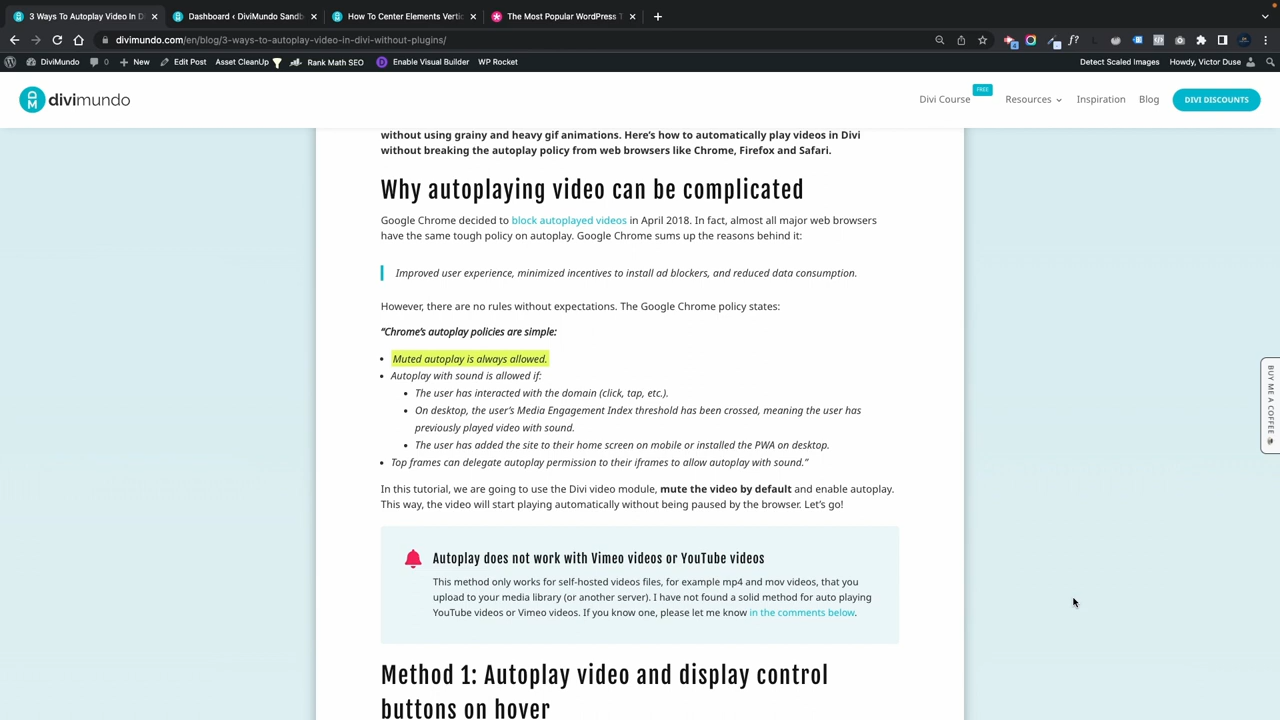 3 Ways To Autoplay Video In D
Dashboard ‹ DiviMundo Sandb
How To Center Elements Vertic
The Most Popular WordPress T
divimundo.com/en/blog/3-ways-to-autoplay-video-in-divi-without-plugins/
DiviMundo
0
New
Edit Post
Asset CleanUp
Rank Math SEO
Enable Visual Builder
WP Rocket
Detect Scaled Images
Howdy, Victor Duse
divimundo
Divi Course
FREE
Resources
Inspiration
Blog
DIVI DISCOUNTS
without using grainy and heavy gif animations. Here’s how to automatically play videos in Divi
without breaking the autoplay policy from web browsers like Chrome, Firefox and Safari.
Why autoplaying video can be complicated
Google Chrome decided to block autoplayed videos in April 2018. In fact, almost all major web browsers
have the same tough policy on autoplay. Google Chrome sums up the reasons behind it:
Improved user experience, minimized incentives to install ad blockers, and reduced data consumption.
However, there are no rules without expectations. The Google Chrome policy states:
“Chrome’s autoplay policies are simple:
• Muted autoplay is always allowed.
• Autoplay with sound is allowed if:
• The user has interacted with the domain (click, tap, etc.).
• On desktop, the user’s Media Engagement Index threshold has been crossed, meaning the user has
previously played video with sound.
• The user has added the site to their home screen on mobile or installed the PWA on desktop.
• Top frames can delegate autoplay permission to their iframes to allow autoplay with sound.”
In this tutorial, we are going to use the Divi video module, mute the video by default and enable autoplay.
This way, the video will start playing automatically without being paused by the browser. Let’s go!
Autoplay does not work with Vimeo videos or YouTube videos
This method only works for self-hosted videos files, for example mp4 and mov videos, that you
upload to your media library (or another server). I have not found a solid method for auto playing
YouTube videos or Vimeo videos. If you know one, please let me know in the comments below.
Method 1: Autoplay video and display control
buttons on hover
BUY ME A COFFEE